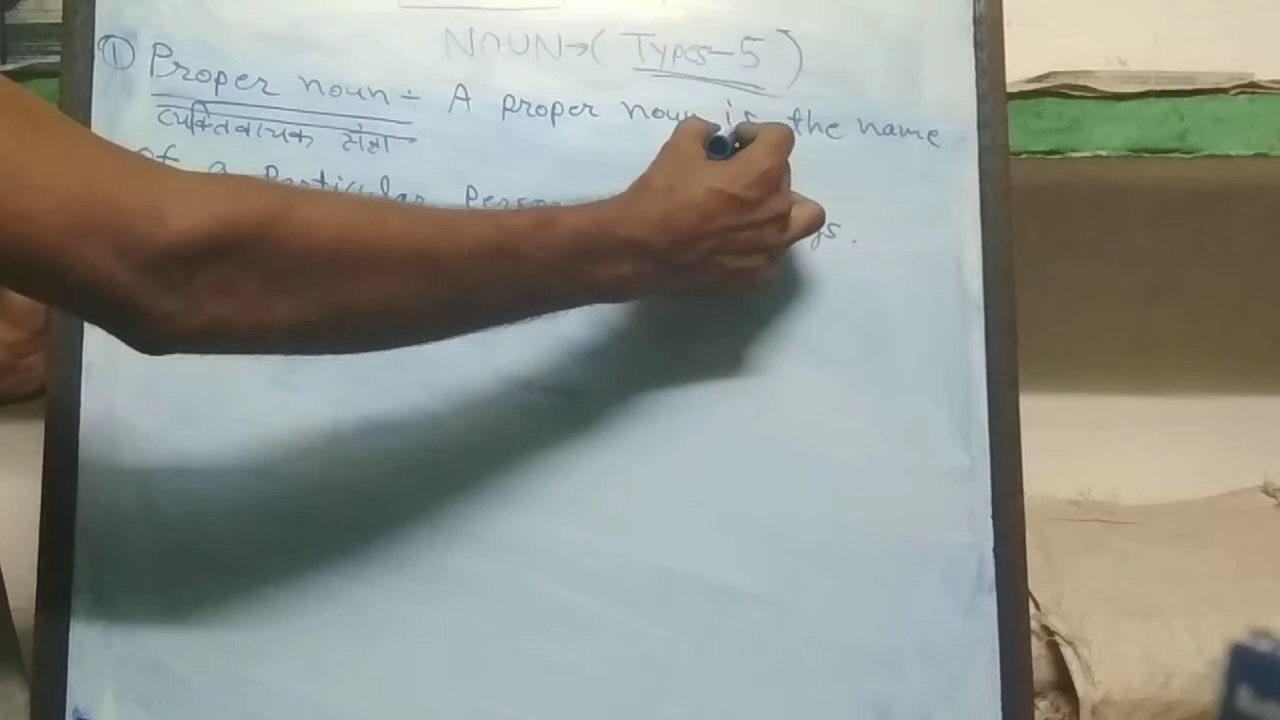 NOUN→( Types-5 )
① Proper noun÷ A proper noun is the name
व्यक्तिवाचक संज्ञा
of a Particular Person